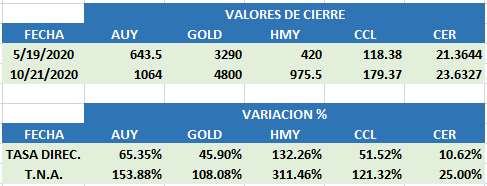 VALORES DE CIERRE
FECHA AUY GOLD HMY CCL CER
5/19/2020 643.5 3290 420 118.38 21.3644
10/21/2020 1064 4800 975.5 179.37 23.6327
VARIACION %
FECHA AUY GOLD HMY CCL CER
TASA DIREC. 65.35% 45.90% 132.26% 51.52% 10.62%
T.N.A. 153.88% 108.08% 311.46% 121.32% 25.00%